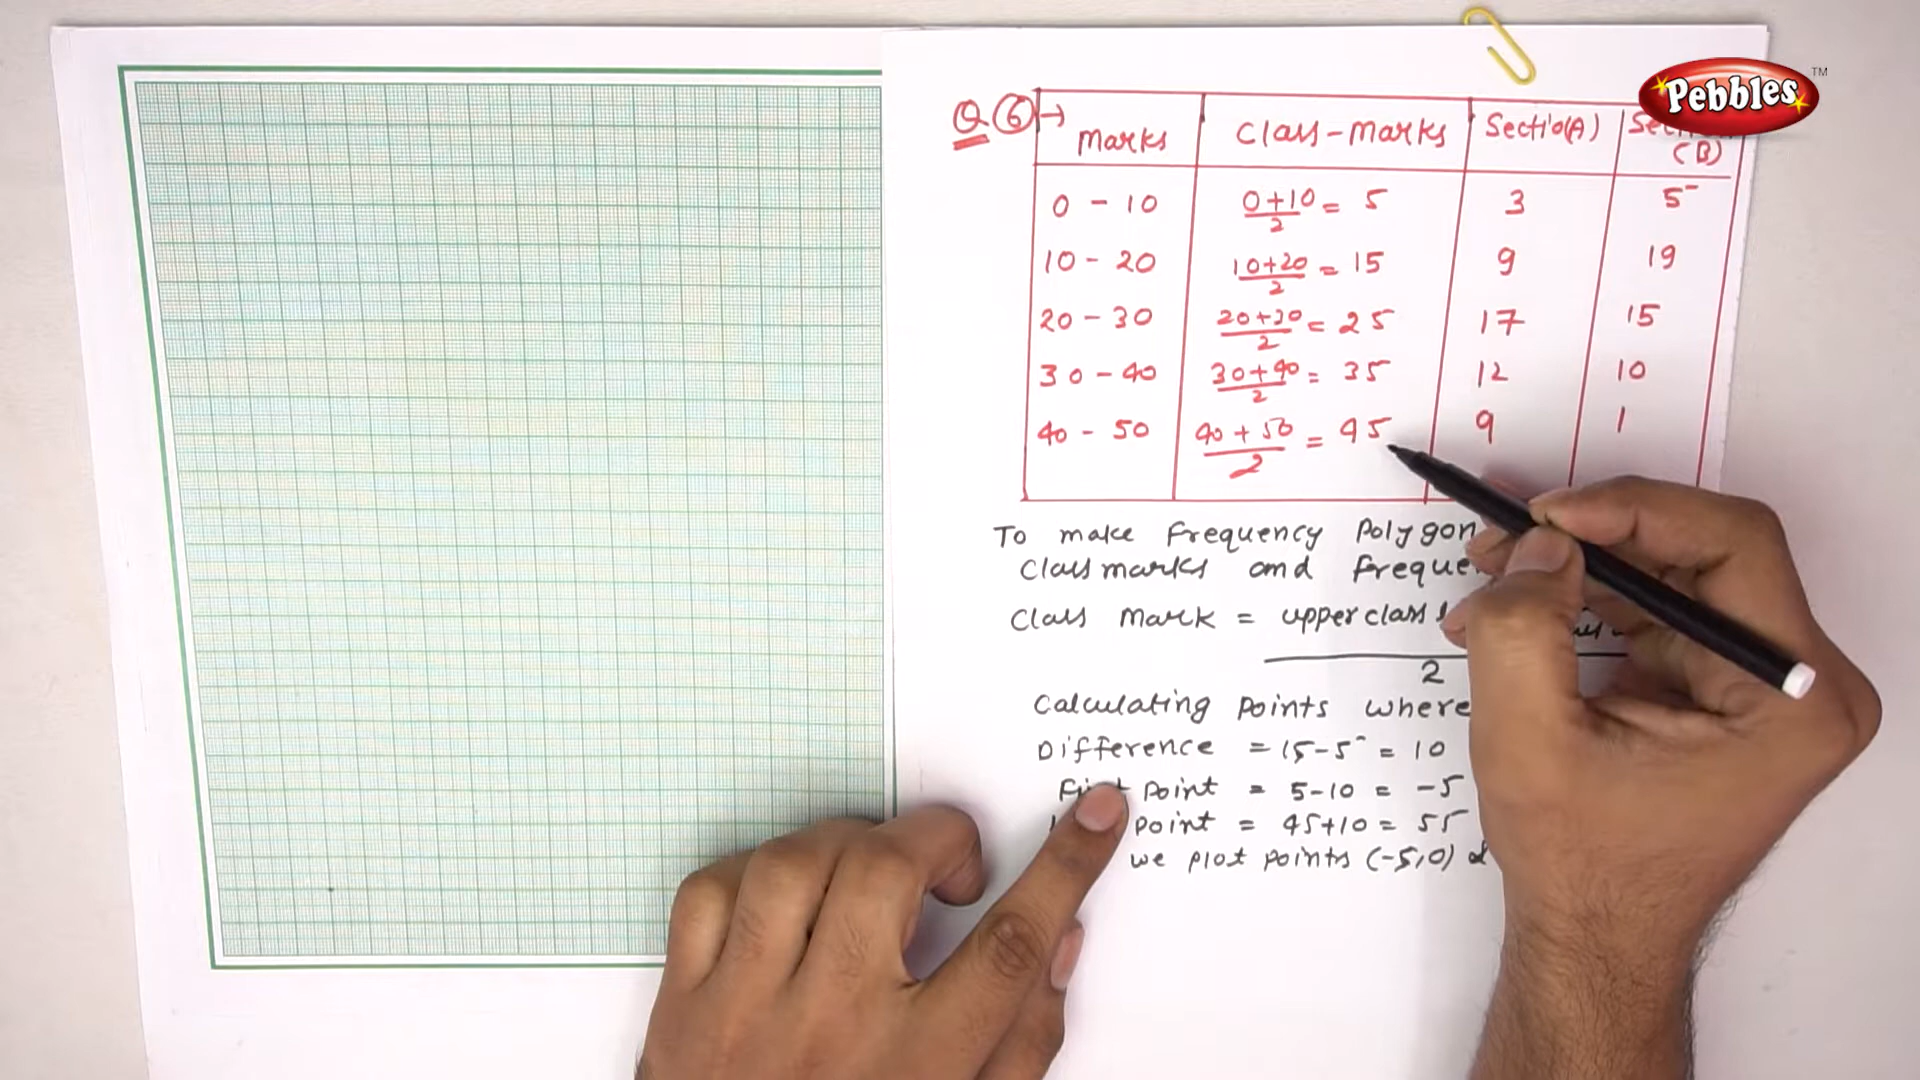 Pebbles™
Q 6 → Marks Class-Marks Sectio(A) (B)
0 - 10 0+10/2 = 5 3 5
10 - 20 10+20/2 = 15 9 19
20 - 30 20+30/2 = 25 17 15
30 - 40 30+40/2 = 35 12 10
40 - 50 40+50/2 = 45 9 1
To make frequency polygon
Class marks and
Class Mark = upper class
2
Calculating points where
Difference = 15-5 = 10
point = 5-10 = -5
point = 45+10 = 55
we plot points (-5,0)